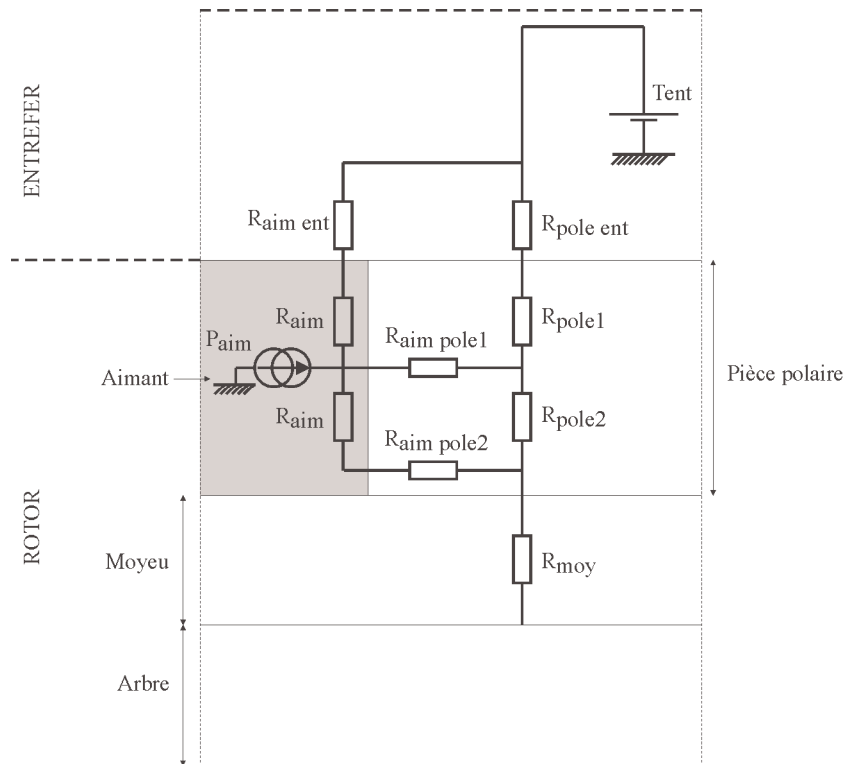 ENTREFER
Tent
Raim ent
Rpole ent
Raim
Rpole1
Paim
Raim pole1
Aimant
Pièce polaire
Raim
Rpole2
Raim pole2
ROTOR
Moyeu
Rmoy
Arbre